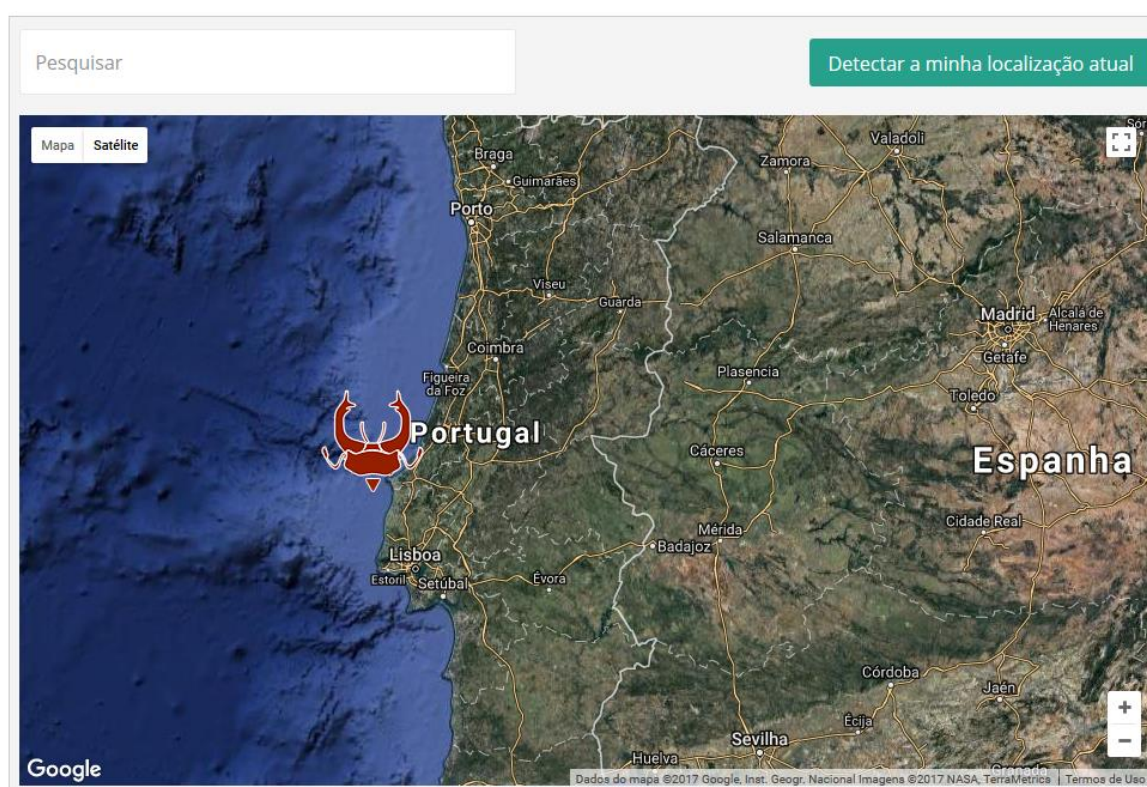 Pesquisar
Detectar a minha localização atual
Mapa Satélite
Braga
Guimarães
Porto
Valadoli
Zamora
Sór
Salamanca
Viseu
Guarda
Madrid
Alcalá de
Henares
Getafe
Coimbra
Figueira
da Foz
Plasencia
Toledo
Portugal
Cáceres
Espanha
Mérida
Badajoz
Cidade Real
Lisboa
Estoril
Setúbal
Évora
Córdoba
Jaén
Écija
Sevilha
Huelva
Granada
+
−
Google
Dados do mapa ©2017 Google, Inst. Geogr. Nacional Imagens ©2017 NASA, TerraMetrics
Termos de Uso